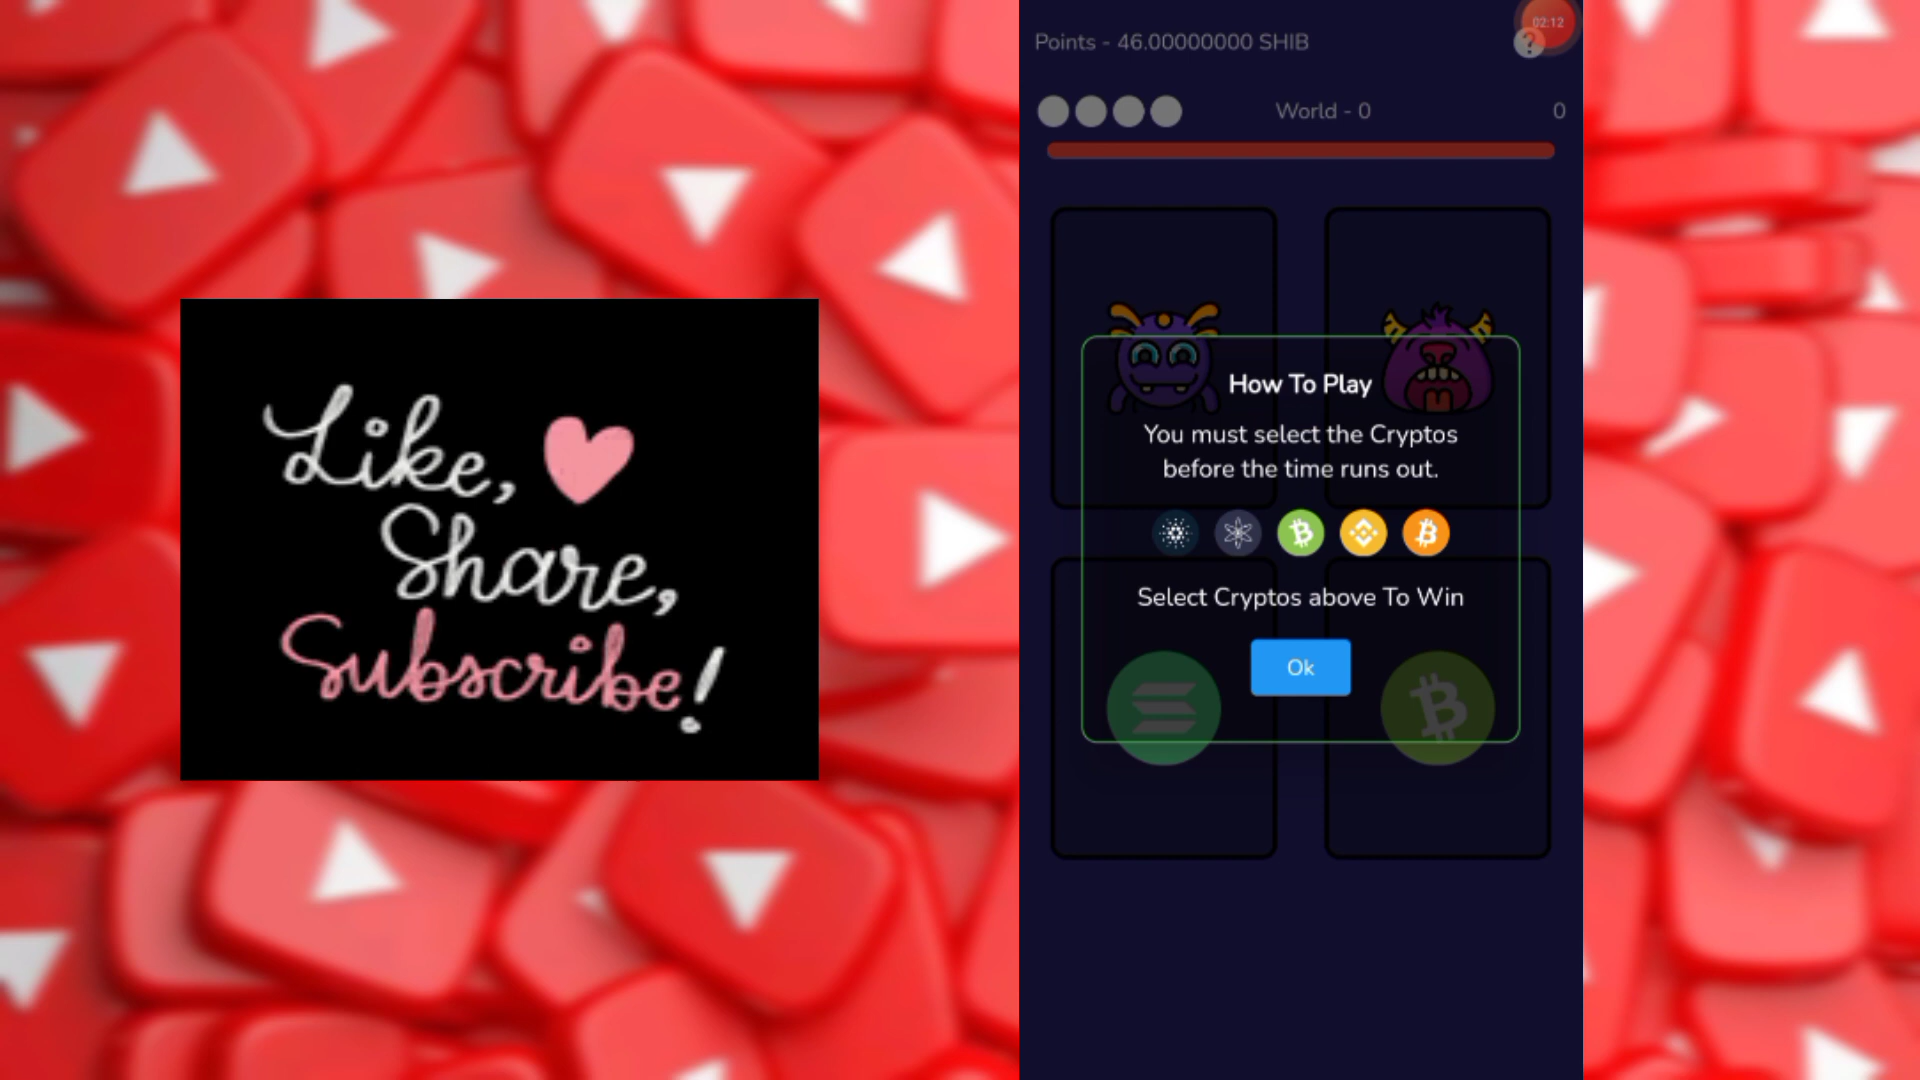 Like,
Share,
Subscribe!
Points - 46.00000000 SHIB
02:12
?
World - 0
0
How To Play
You must select the Cryptos
before the time runs out.
Select Cryptos above To Win
Ok